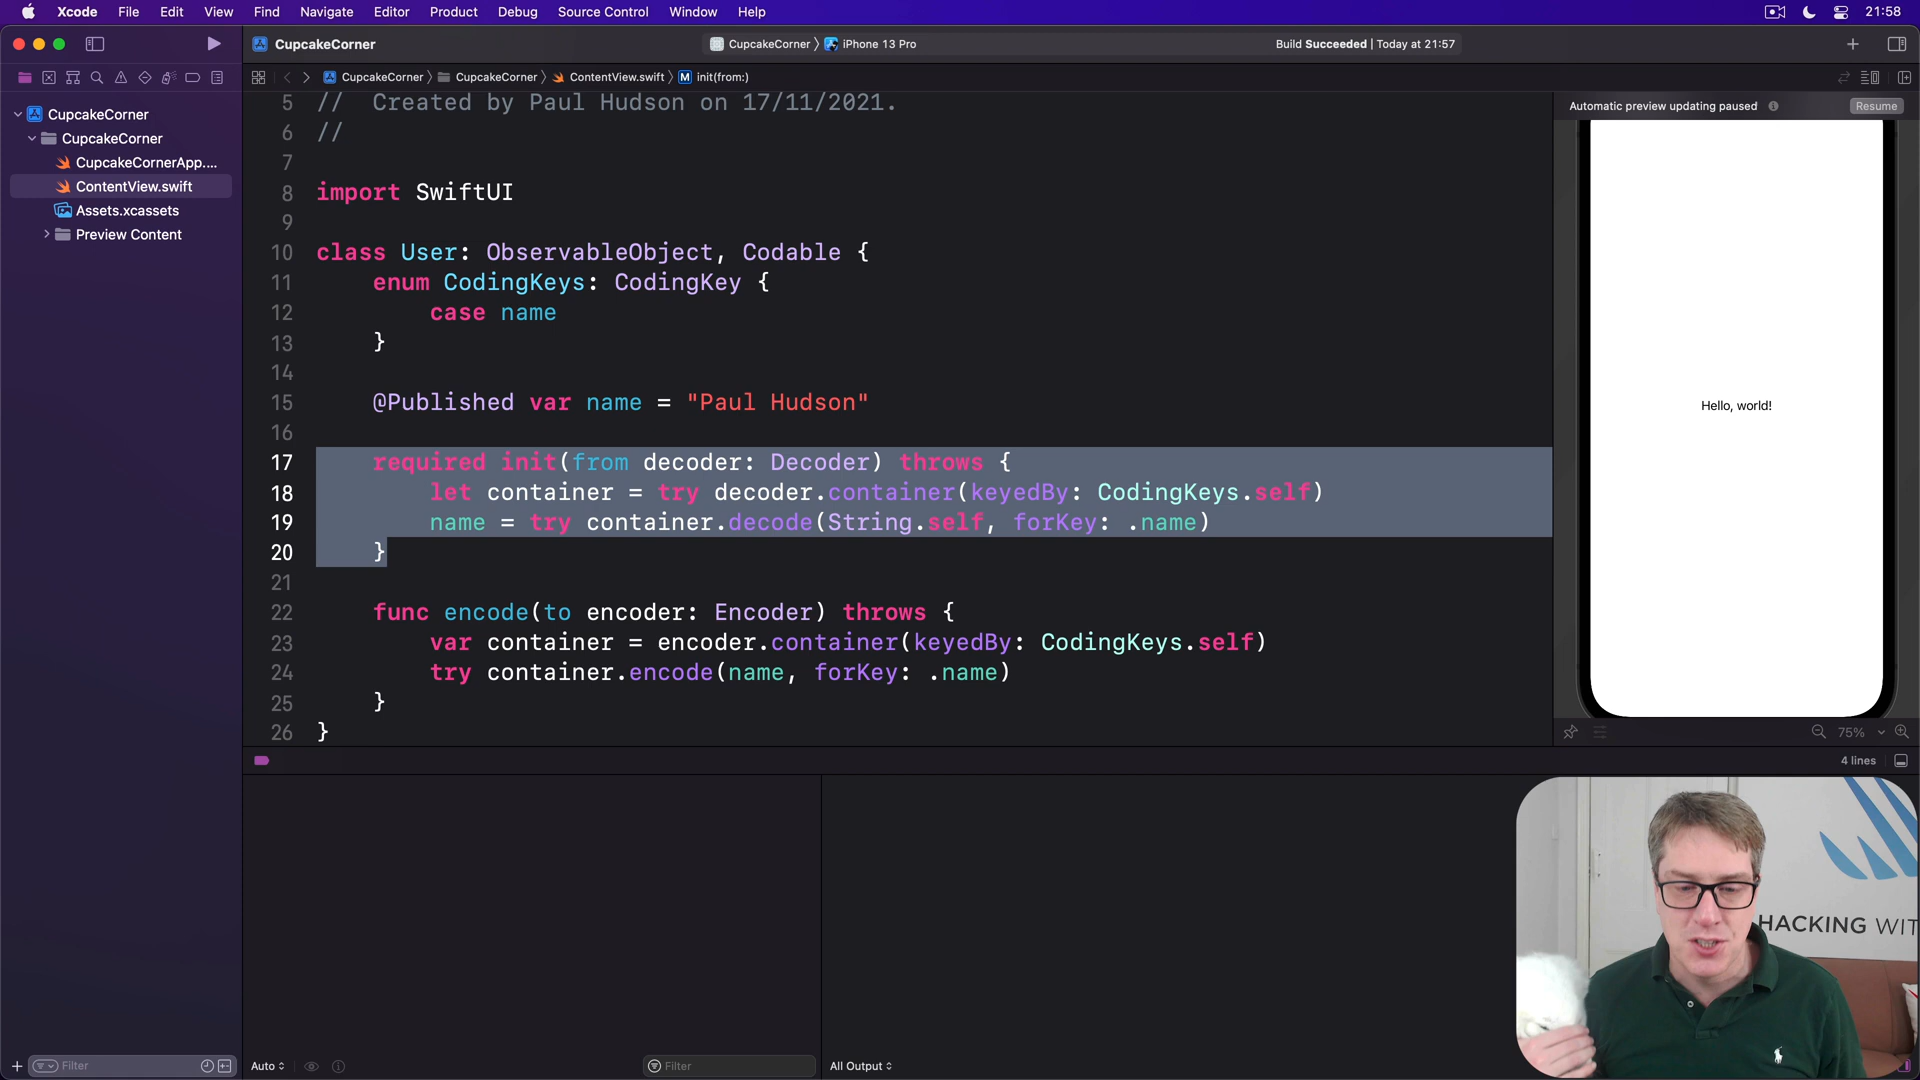 Xcode File Edit View Find Navigate Editor Product Debug Source Control Window Help 21:58
CupcakeCorner CupcakeCorner iPhone 13 Pro Build Succeeded | Today at 21:57
CupcakeCorner CupcakeCorner ContentView.swift M init(from:)
CupcakeCorner
CupcakeCorner
CupcakeCornerApp....
ContentView.swift
Assets.xcassets
Preview Content
5 // Created by Paul Hudson on 17/11/2021.
6 //
7
8 import SwiftUI
9
10 class User: ObservableObject, Codable {
11 enum CodingKeys: CodingKey {
12 case name
13 }
14
15 @Published var name = "Paul Hudson"
16
17 required init(from decoder: Decoder) throws {
18 let container = try decoder.container(keyedBy: CodingKeys.self)
19 name = try container.decode(String.self, forKey: .name)
20 }
21
22 func encode(to encoder: Encoder) throws {
23 var container = encoder.container(keyedBy: CodingKeys.self)
24 try container.encode(name, forKey: .name)
25 }
26 }
Automatic preview updating paused Resume
Hello, world!
75%
4 lines
HACKING WIT
Filter
Auto
Filter
All Output